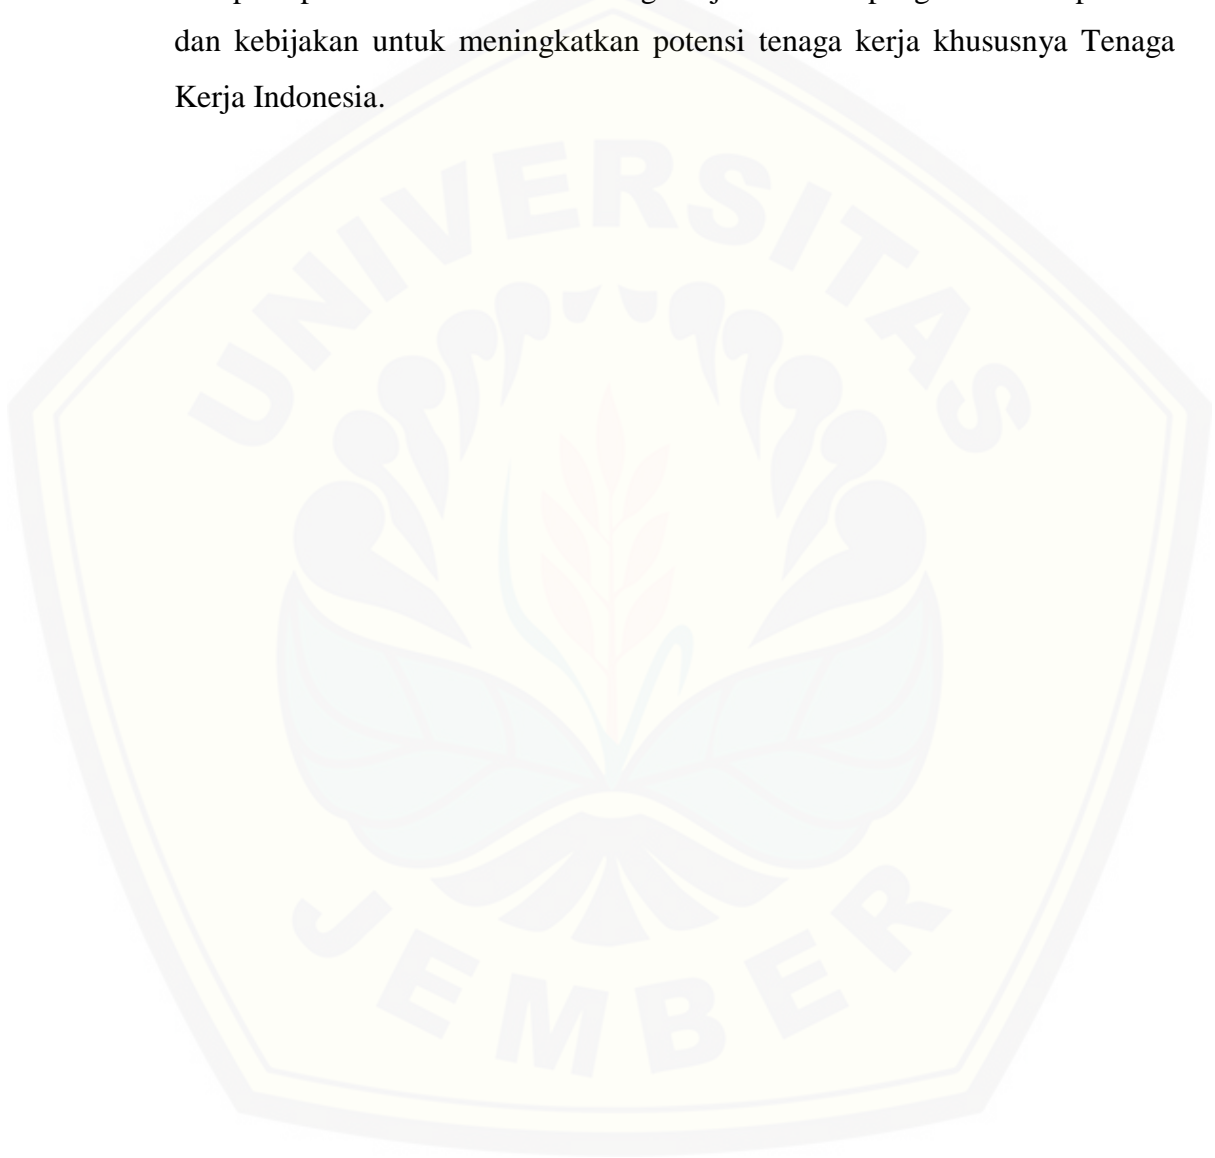 dan kebijakan untuk meningkatkan potensi tenaga kerja khususnya Tenaga
Kerja Indonesia.
UNIVERSITAS
JEMBER